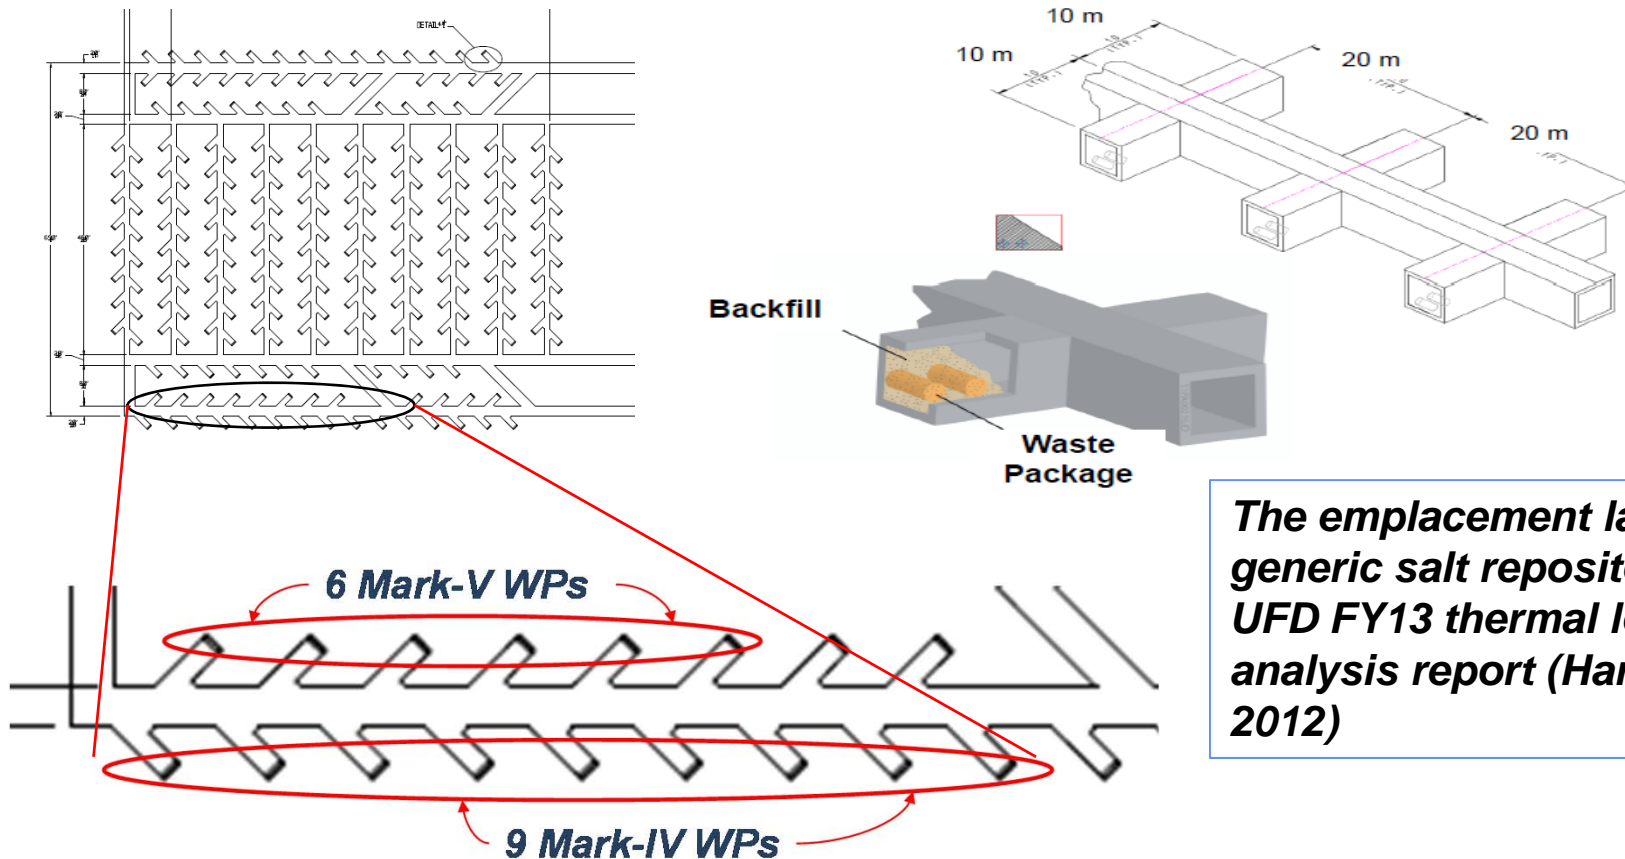 DETAIL
10 m
10 m
20 m
20 m
Backfill
Waste
Package
6 Mark-V WPs
9 Mark-IV WPs
The emplacement la
generic salt reposit
UFD FY13 thermal l
analysis report (Har
2012)